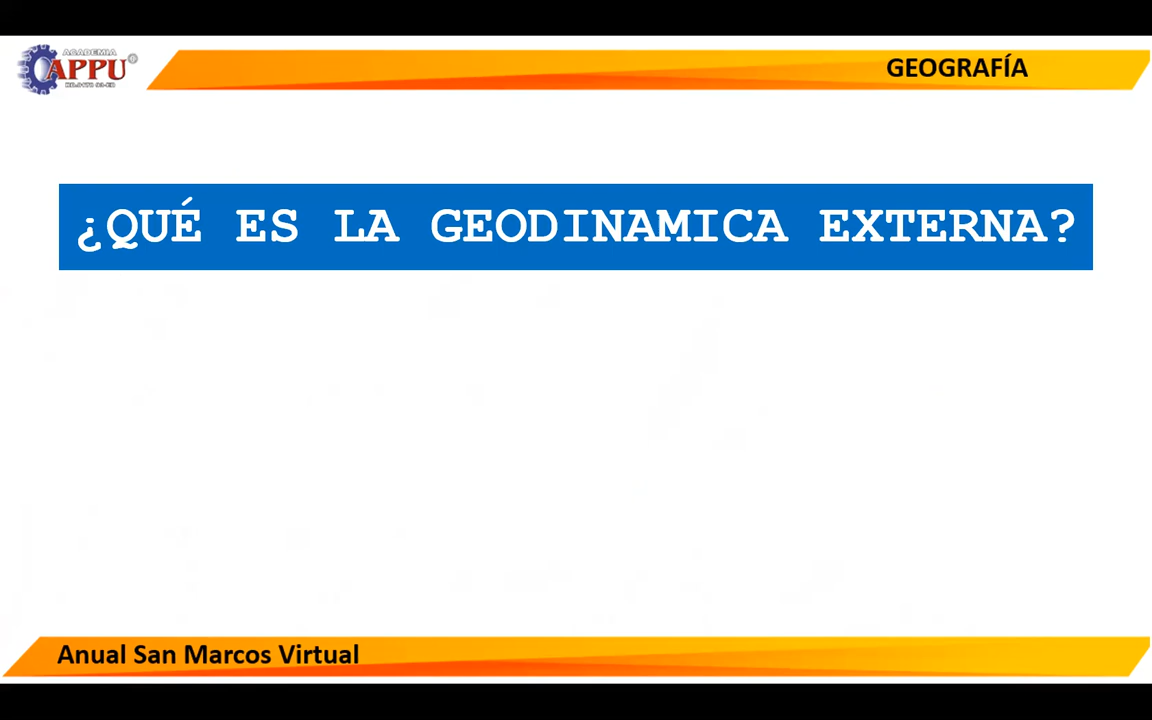 ACADEMIA
APPU
GEOGRAFÍA
¿QUÉ ES LA GEODINAMICA EXTERNA?
Anual San Marcos Virtual